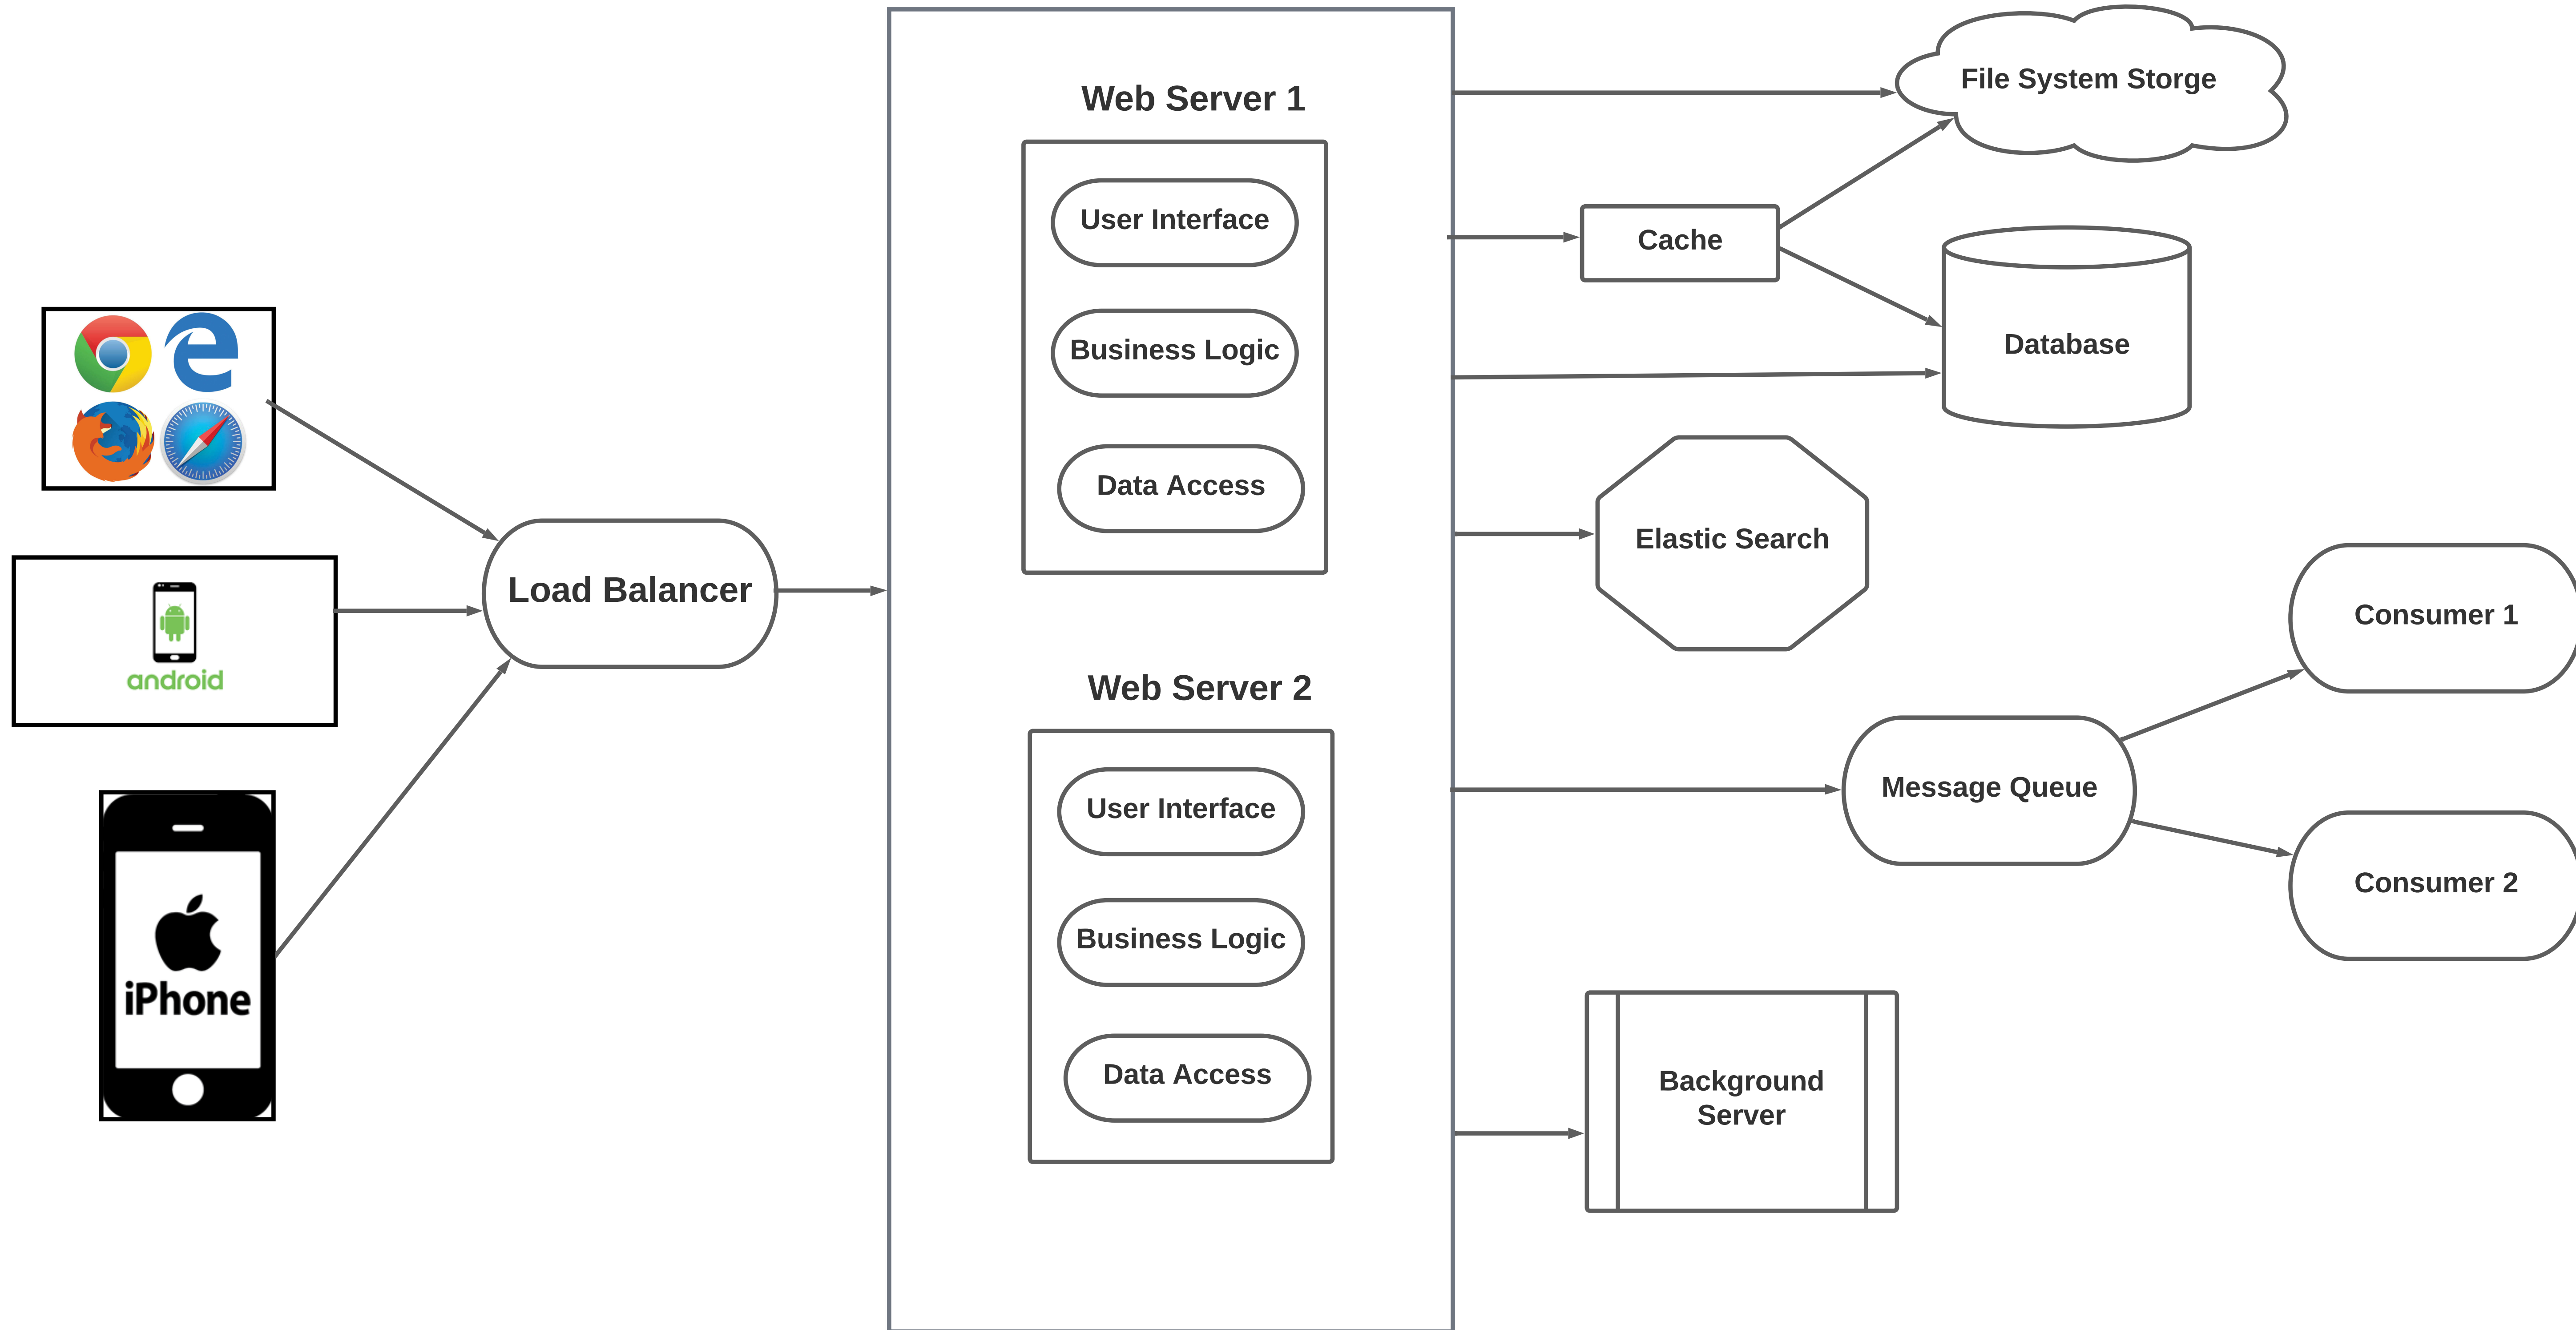 android
iPhone
Load Balancer
Web Server 1
User Interface
Business Logic
Data Access
Web Server 2
User Interface
Business Logic
Data Access
File System Storge
Cache
Database
Elastic Search
Message Queue
Consumer 1
Consumer 2
Background
Server